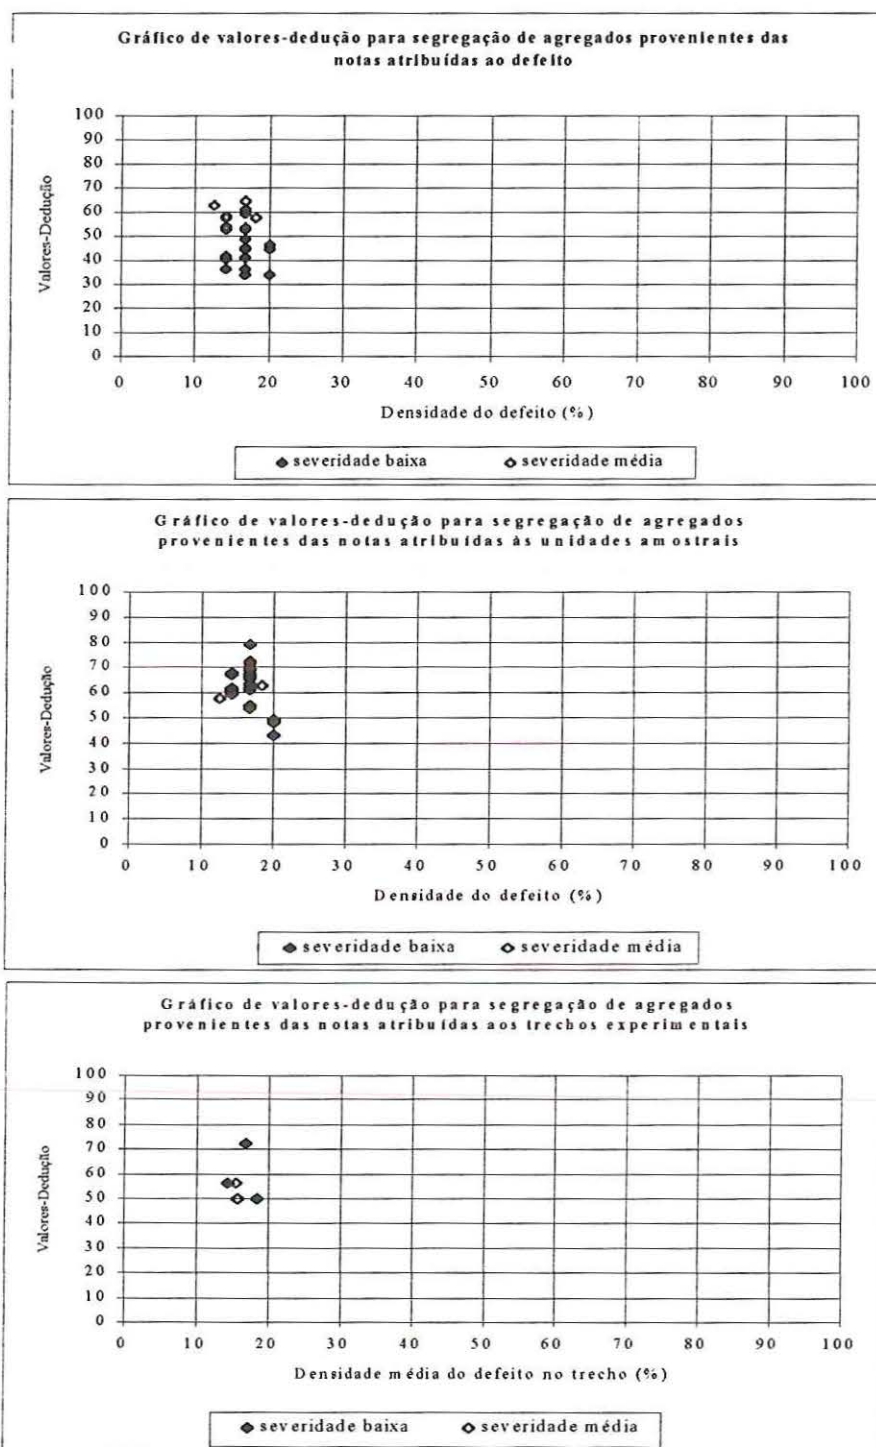 Gráfico de valores-dedução para segregação de agregados provenientes das
notas atribuídas ao defeito
100
90
80
70
60
50
40
30
20
10
0
Valores-Dedução
0 10 20 30 40 50 60 70 80 90 100
Densidade do defeito (%)
severidade baixa severidade média
Gráfico de valores-dedução para segregação de agregados
provenientes das notas atribuídas às unidades amostrais
100
90
80
70
60
50
40
30
20
10
0
Valores-Dedução
0 10 20 30 40 50 60 70 80 90 100
Densidade do defeito (%)
severidade baixa severidade média
Gráfico de valores-dedução para segregação de agregados
provenientes das notas atribuídas aos trechos experimentais
100
90
80
70
60
50
40
30
20
10
0
Valores-Dedução
0 10 20 30 40 50 60 70 80 90 100
Densidade média do defeito no trecho (%)
severidade baixa severidade média